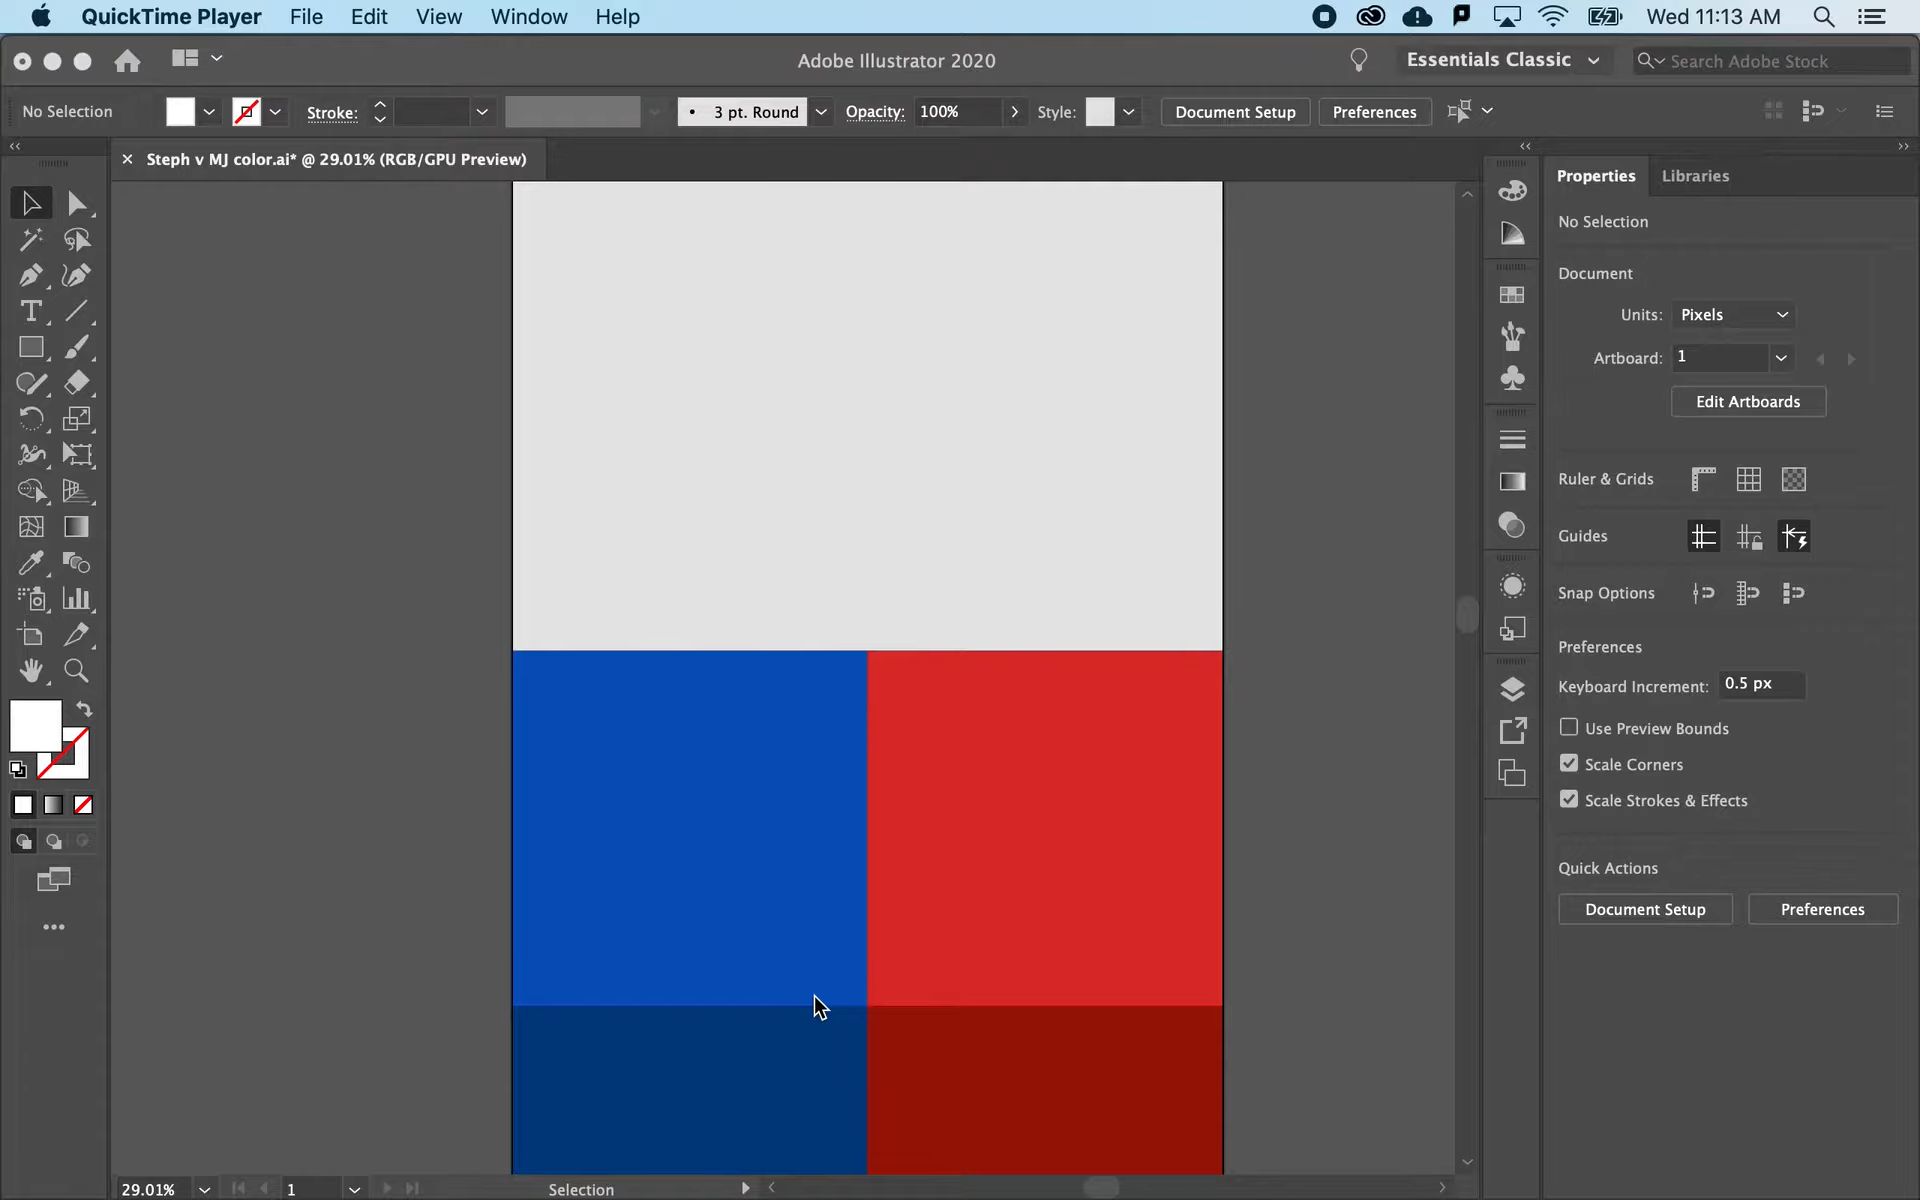 QuickTime Player File Edit View Window Help Wed 11:13 AM
Adobe Illustrator 2020 Essentials Classic Search Adobe Stock
No Selection Stroke: 3 pt. Round Opacity: 100% Style: Document Setup Preferences
Steph v MJ color.ai* @ 29.01% (RGB/GPU Preview)
Properties Libraries
No Selection
Document
Units: Pixels
Artboard: 1
Edit Artboards
Ruler & Grids
Guides
Snap Options
Preferences
Keyboard Increment: 0.5 px
Use Preview Bounds
Scale Corners
Scale Strokes & Effects
Quick Actions
Document Setup Preferences
29.01% 1 Selection